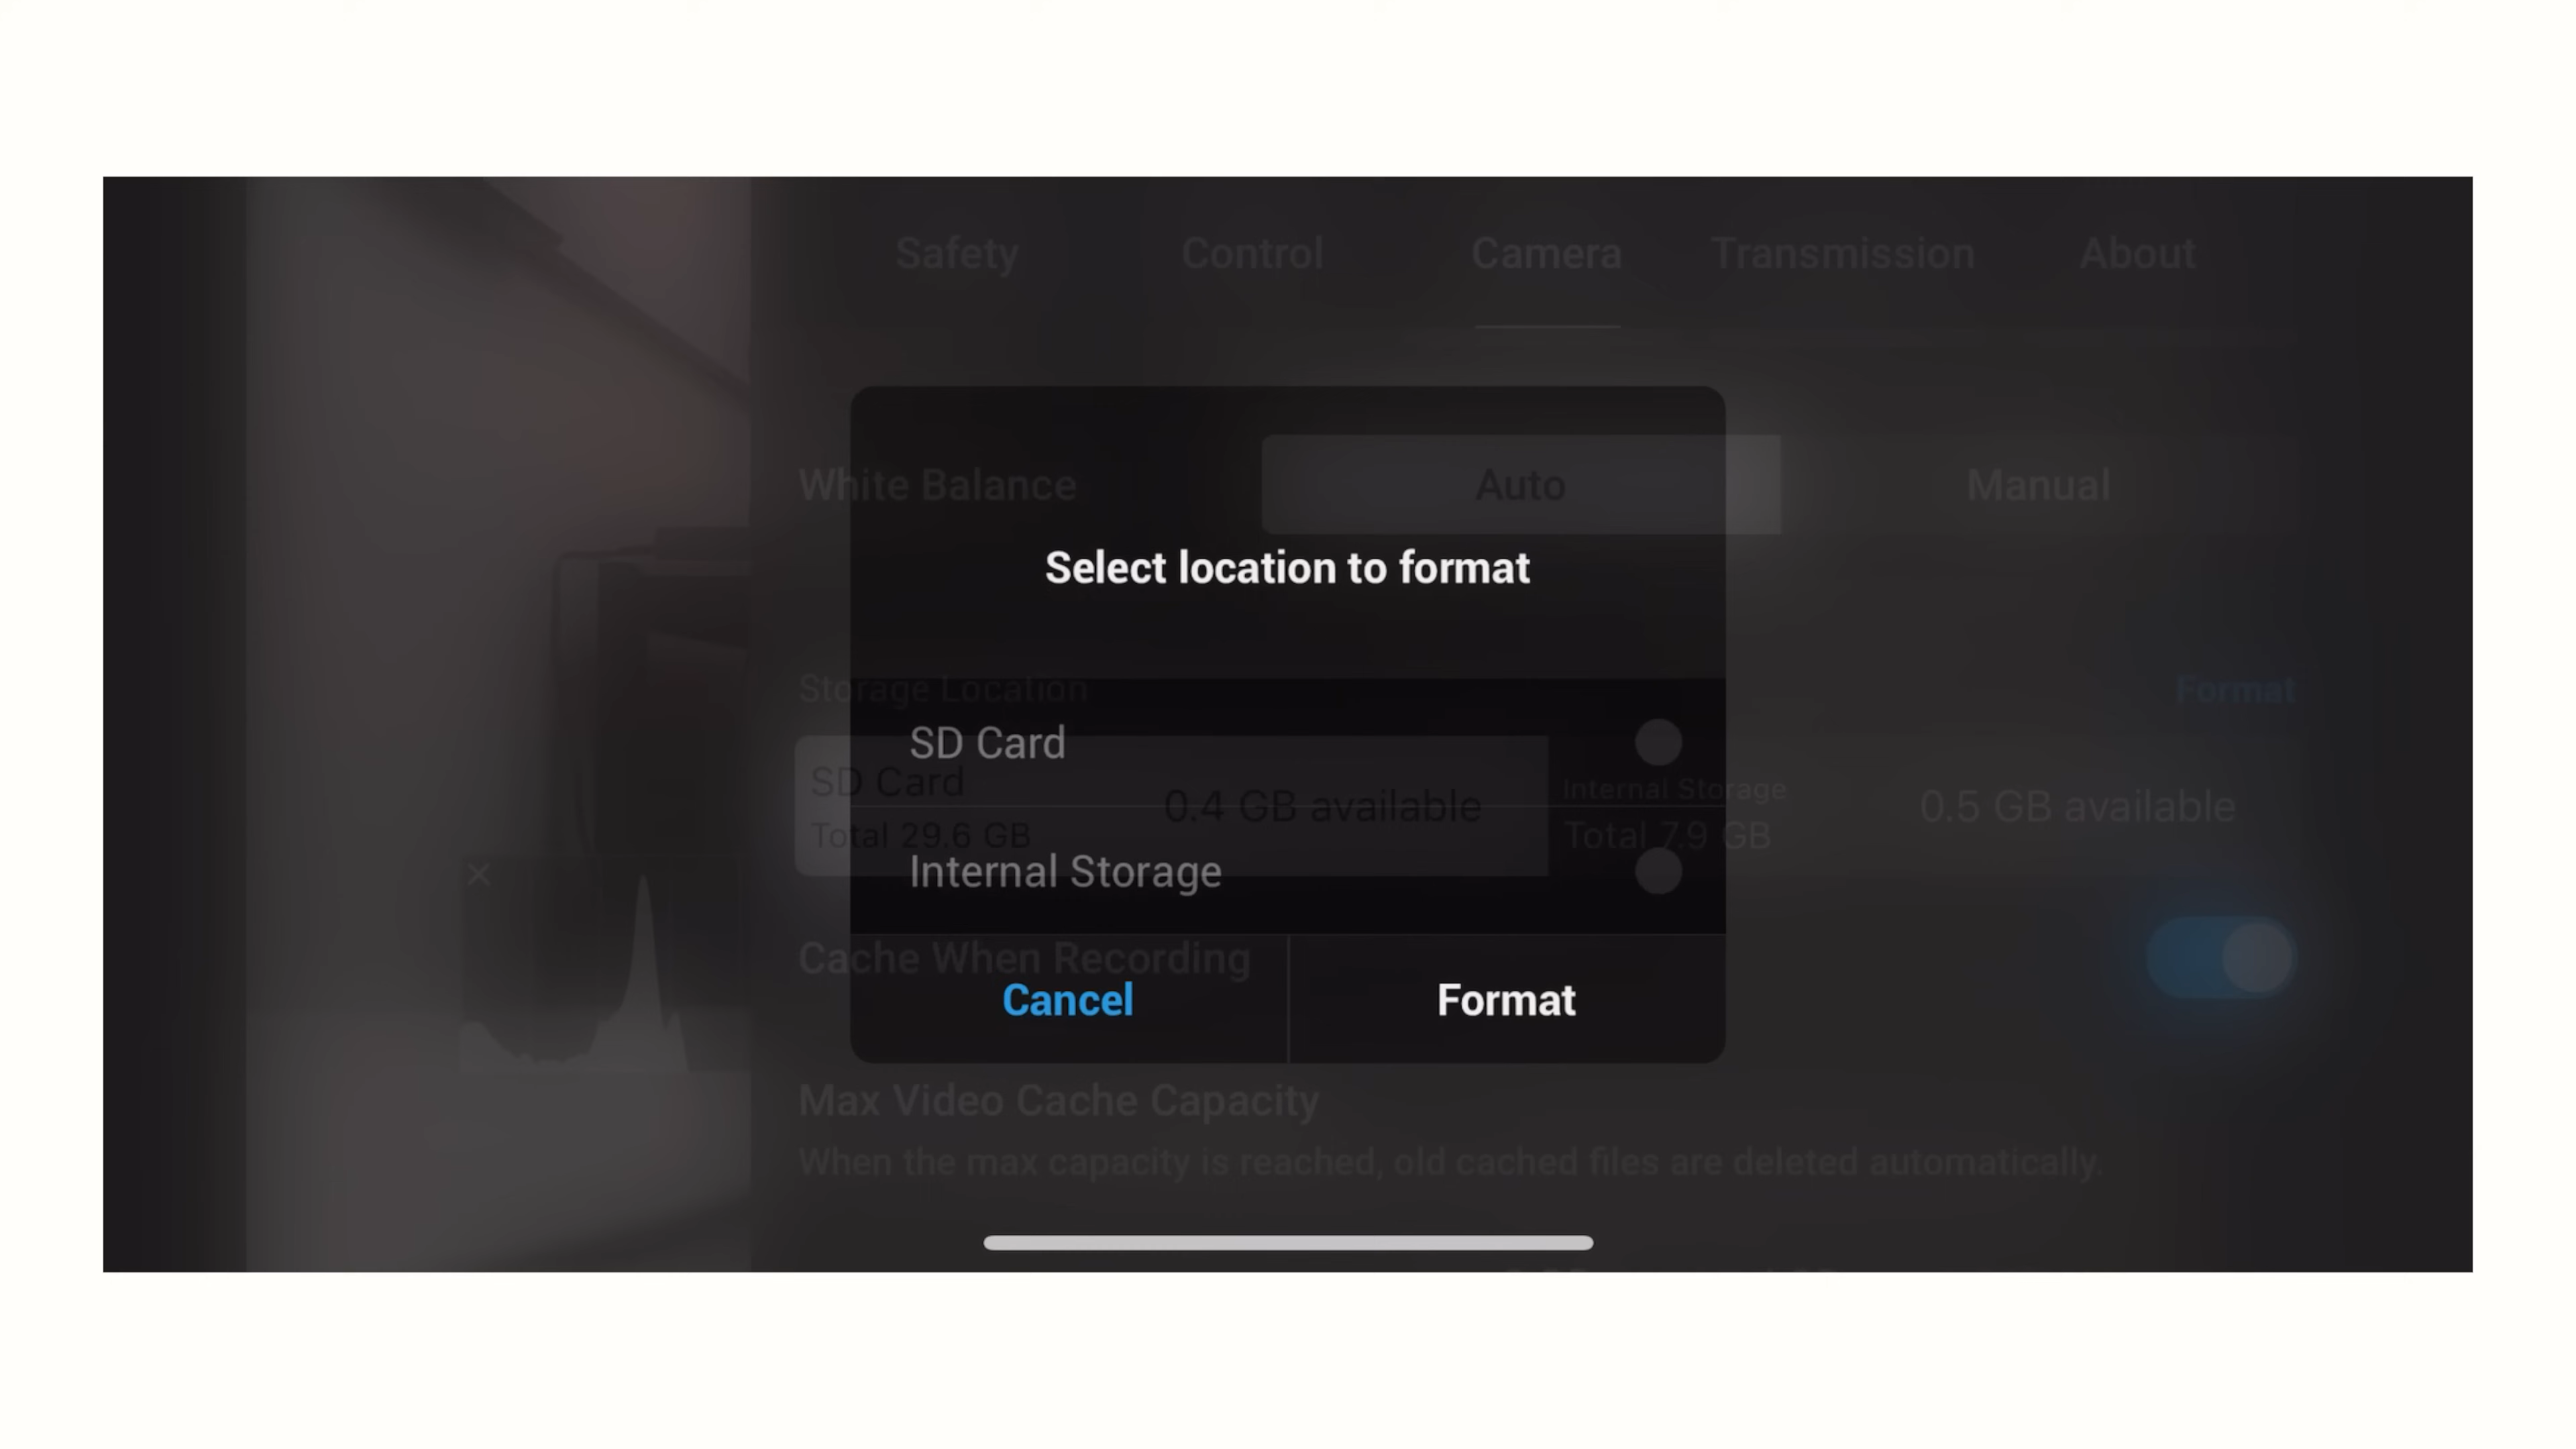 Safety Control Camera Transmission About
White Balance Auto Manual
Select location to format
Storage Location Format
SD Card
SD Card 0.4 GB available Internal Storage 0.5 GB available
Total 29.6 GB Total 7.9 GB
Internal Storage
Cache When Recording
Cancel Format
Max Video Cache Capacity
When the max capacity is reached, old cached files are deleted automatically.